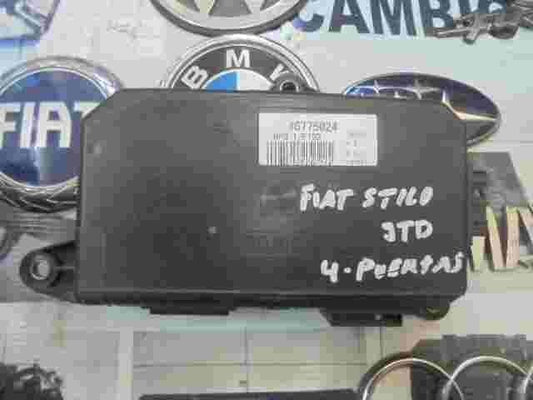 CAMBIO
BMW
FIAT
46775024
FIAT STILO
JTD
4-PUERTAS